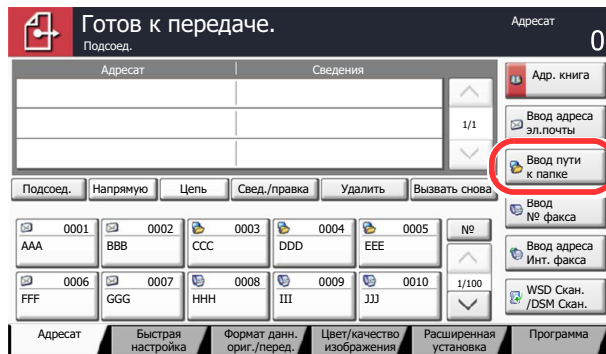 Готов к передаче.
Подсоед.
Адресат
0
Адресат
Сведения
1/1
Адр. книга
Ввод адреса
эл.почты
Ввод пути
к папке
Ввод
№ факса
Ввод адреса
Инт. факса
WSD Скан.
/DSM Скан.
Подсоед.
Напрямую
Цепь
Свед./правка
Удалить
Вызвать снова
0001
AAA
0002
BBB
0003
CCC
0004
DDD
0005
EEE
№
0006
FFF
0007
GGG
0008
HHH
0009
III
0010
JJJ
1/100
Адресат
Быстрая
настройка
Формат данн.
ориг./перед.
Цвет/качество
изображения
Расширенная
установка
Программа